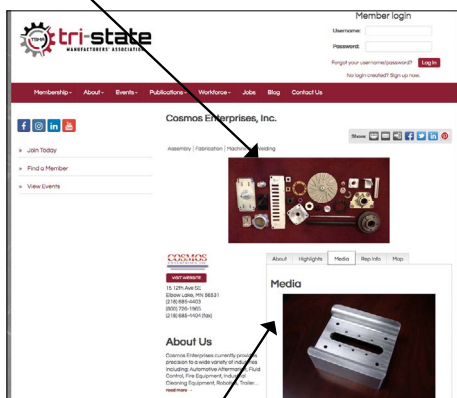 Member login
Username:
tri-state
TSMA
MANUFACTURERS' ASSOCIATION
Password:
Forgot your username/password? Log In
No login created? Sign up now.
Membership About Events Publications Workforce Jobs Blog Contact Us
Cosmos Enterprises, Inc.
Share:
» Join Today
Assembly | Fabrication | Machining Welding
» Find a Member
» View Events
COSMOS
About Highlights Media Rep Info Map
VISIT WEBSITE
Media
15 12th Ave SE
Elbow Lake, MN 56531
(218) 685-4403
(800) 726-1965
(218) 685-4404 (fax)
About Us
Cosmos Enterprises currently provides
precision to a wide variety of industries
including: Automotive Aftermarket, Fluid
Control, Fire Equipment, Industrial
Cleaning Equipment, Robotics, Trailer...
read more →